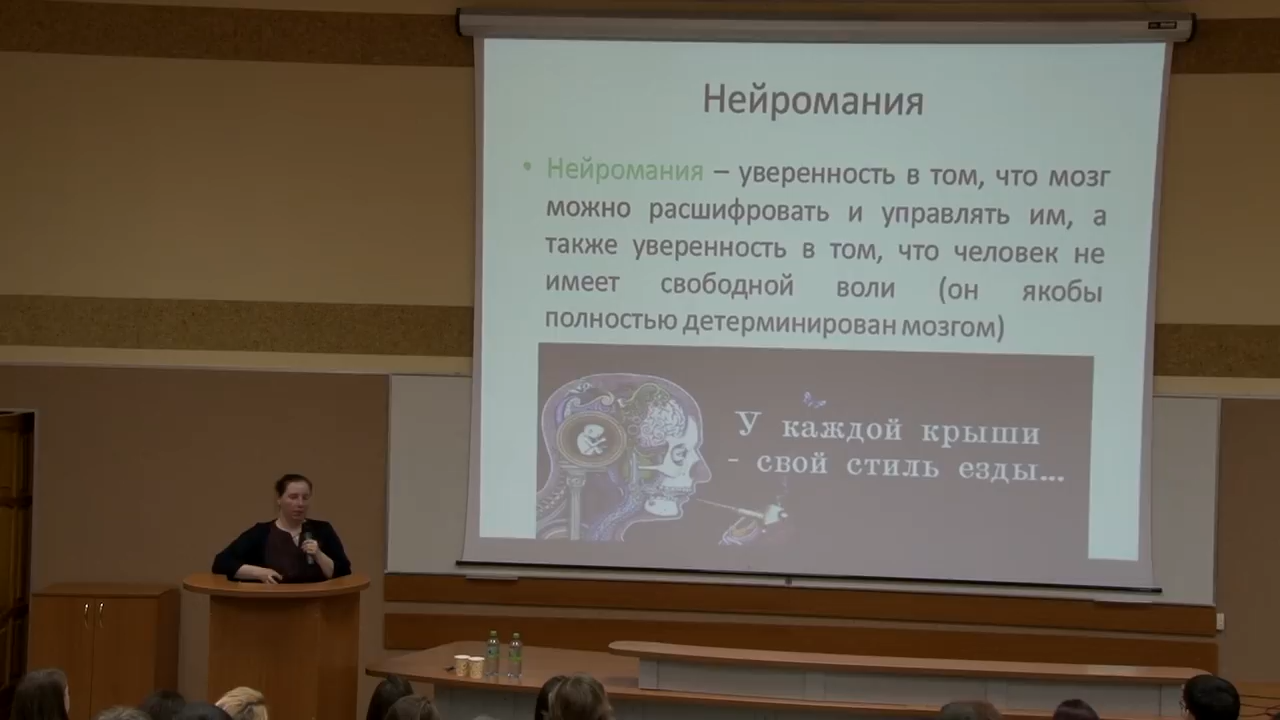 Нейромания
• Нейромания – уверенность в том, что мозг
можно расшифровать и управлять им, а
также уверенность в том, что человек не
имеет свободной воли (он якобы
полностью детерминирован мозгом)
У каждой крыши
- свой стиль езды...